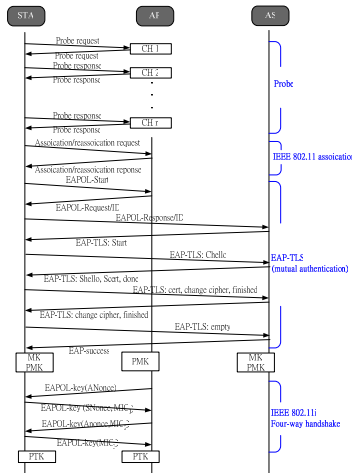 STA
AP
AS
Probe request
Probe request
CH 1
Probe response
Probe response
CH 2
Probe
Probe response
Probe response
CH n
Assoication/reassoication request
Assoication/reassoication reponse
IEEE 802.11 assoication
EAPOL-Start
EAPOL-Request/ID
EAPOL-Response/ID
EAP-TLS: Start
EAP-TLS: Chello
EAP-TLS
(mutual authentication)
EAP-TLS: Shello, Scert, done
EAP-TLS: cert, change cipher, finished
EAP-TLS: change cipher, finished
EAP-TLS: empty
EAP-success
MK
PMK
PMK
MK
PMK
EAPOL-key(ANonce)
EAPOL-key (SNonce,MIC)
EAPOL-key(Anonce,MIC)
EAPOL-key(MIC)
IEEE 802.11i
Four-way handshake
PTK
PTK